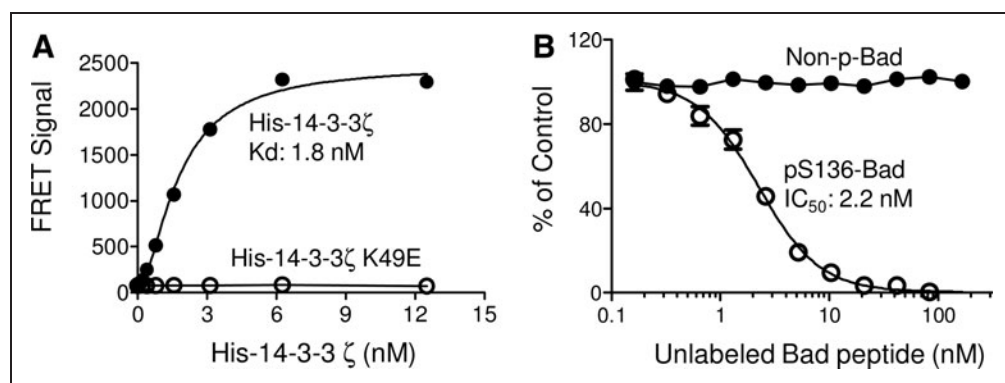 A
2500
2000
1500
1000
500
0
FRET Signal
His-14-3-3ζ
Kd: 1.8 nM
His-14-3-3ζ K49E
0 3 6 9 12 15
His-14-3-3 ζ (nM)
B
120
80
40
0
% of Control
Non-p-Bad
pS136-Bad
IC50: 2.2 nM
0.1 1 10 100
Unlabeled Bad peptide (nM)